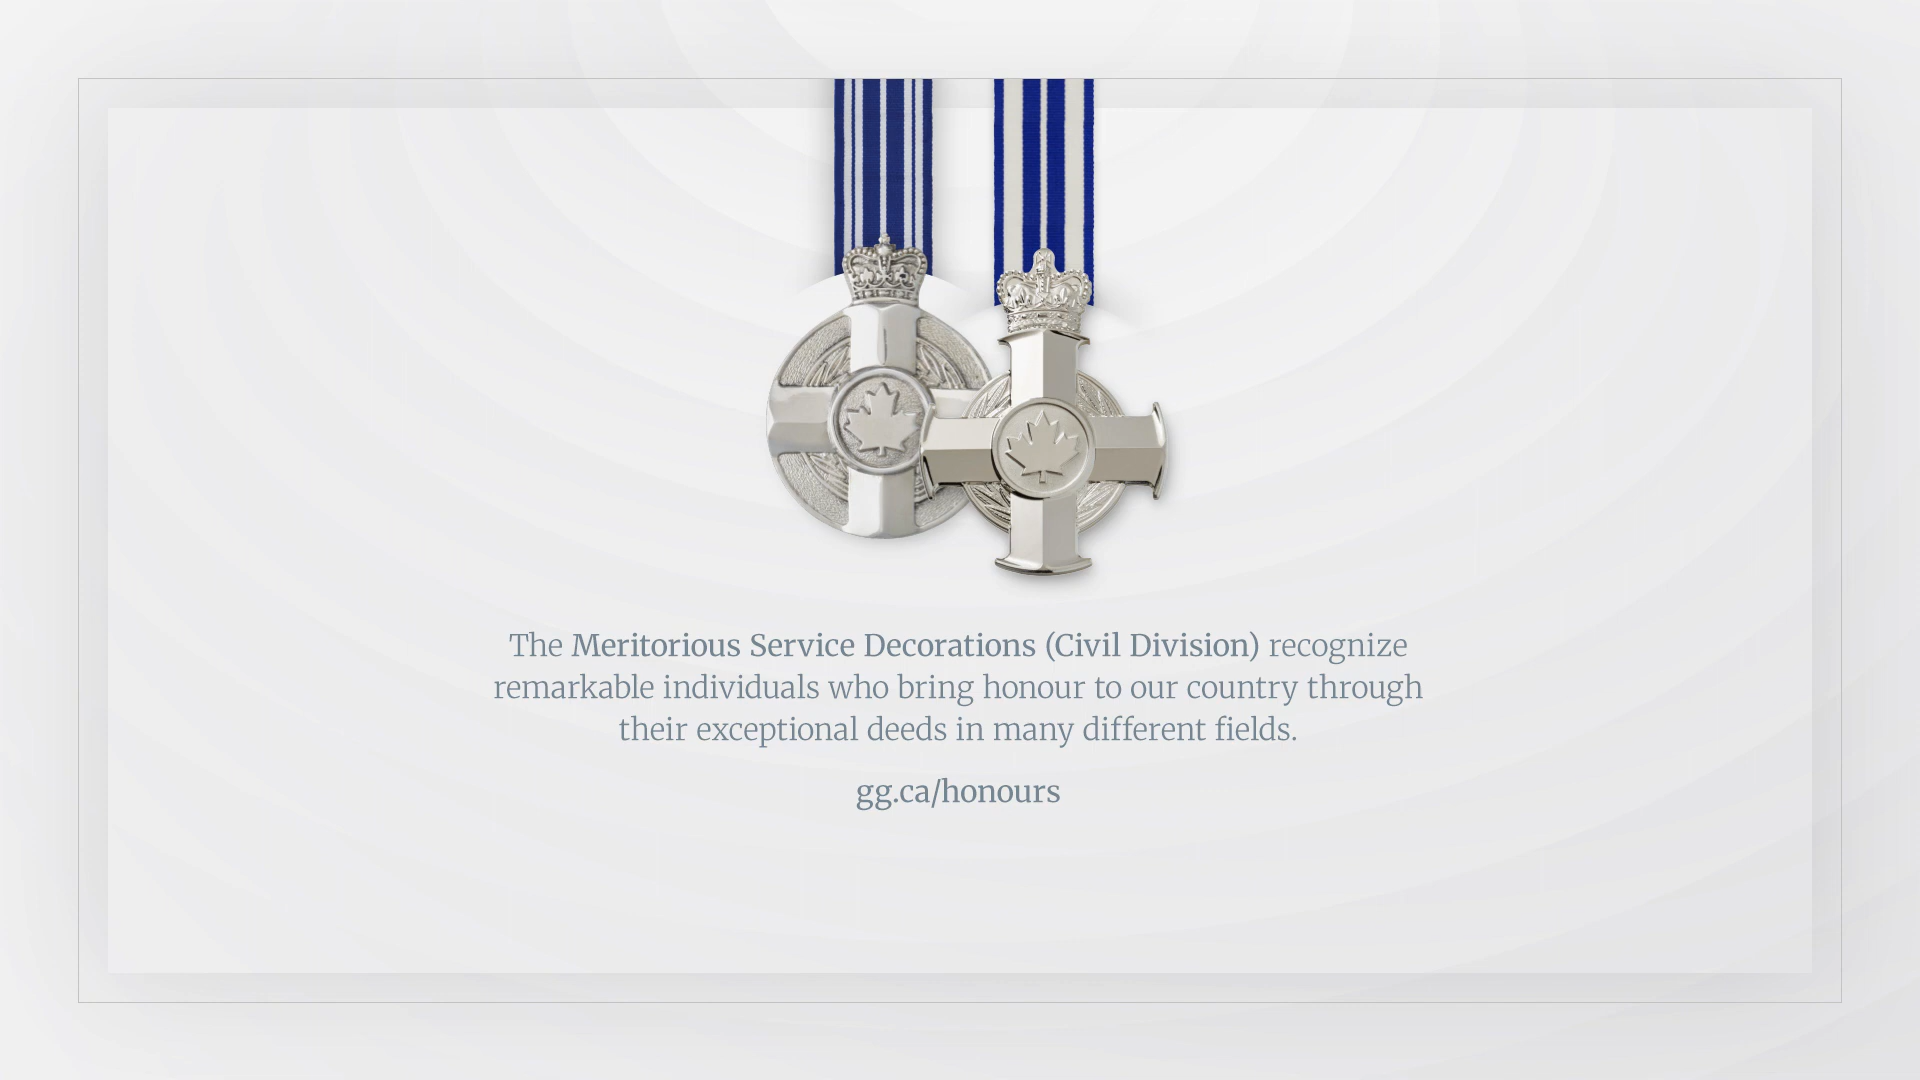 The Meritorious Service Decorations (Civil Division) recognize
remarkable individuals who bring honour to our country through
their exceptional deeds in many different fields.
gg.ca/honours